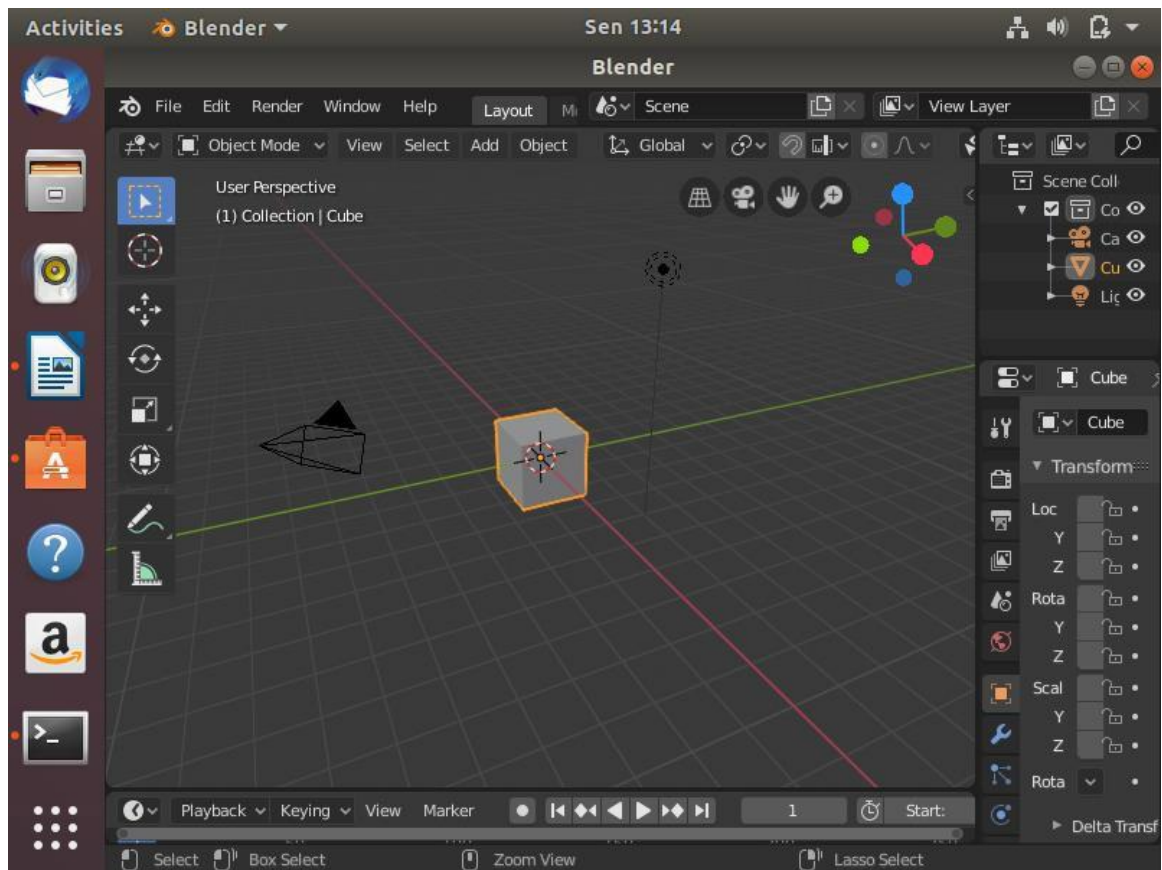 Activities Blender Sen 13:14
Blender
File Edit Render Window Help Layout Scene View Layer
Object Mode View Select Add Object Global
User Perspective
(1) Collection | Cube
Scene Coll
Co
Ca
Cu
Lig
Cube
Cube
Transform
Loc
Y
Z
Rota
Y
Z
Scal
Y
Z
Rota
Delta Transf
Playback Keying View Marker 1 Start:
Select Box Select Zoom View Lasso Select